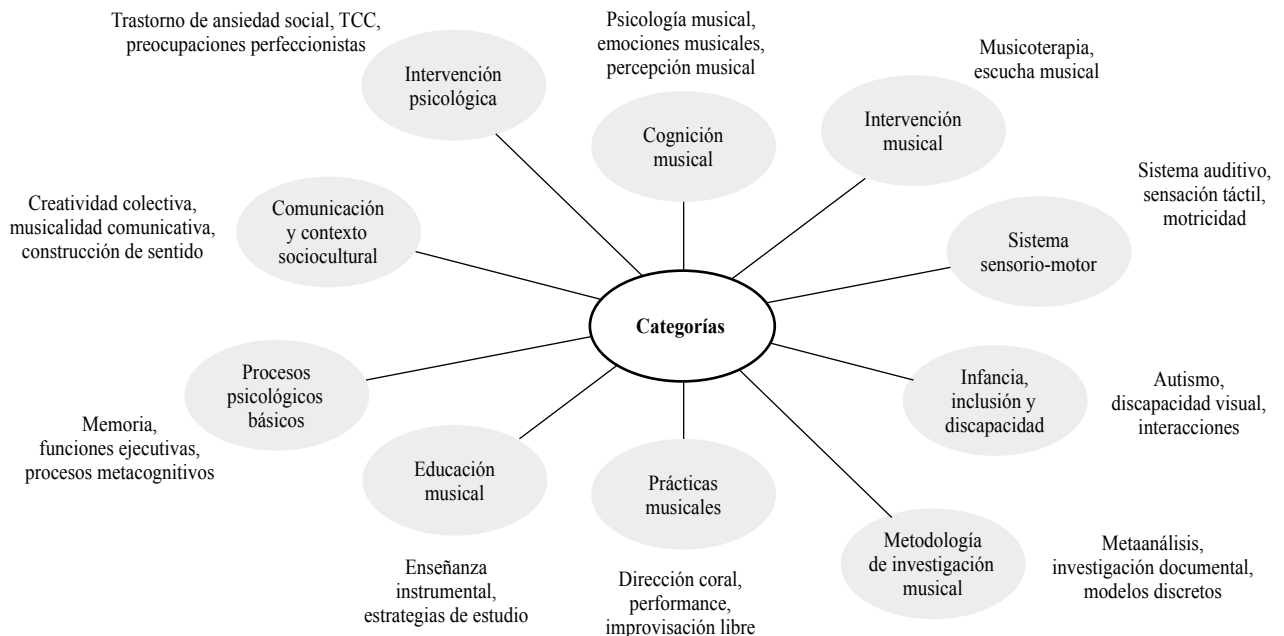 Trastorno de ansiedad social, TCC,
preocupaciones perfeccionistas
Intervención
psicológica
Psicología musical,
emociones musicales,
percepción musical
Cognición
musical
Musicoterapia,
escucha musical
Intervención
musical
Sistema auditivo,
sensación táctil,
motricidad
Sistema
sensorio-motor
Creatividad colectiva,
musicalidad comunicativa,
construcción de sentido
Comunicación
y contexto
sociocultural
Categorías
Procesos
psicológicos
básicos
Memoria,
funciones ejecutivas,
procesos metacognitivos
Infancia,
inclusión y
discapacidad
Autismo,
discapacidad visual,
interacciones
Educación
musical
Enseñanza
instrumental,
estrategias de estudio
Prácticas
musicales
Dirección coral,
performance,
improvisación libre
Metodología
de investigación
musical
Metaanálisis,
investigación documental,
modelos discretos